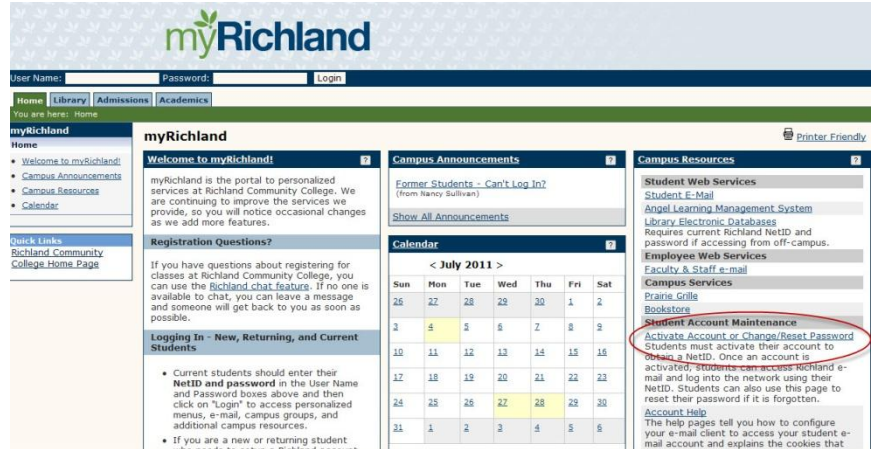 myRichland
User Name: Password: Login
Home Library Admissions Academics
You are here: Home
myRichland
Home
Welcome to myRichland!
Campus Announcements
Campus Resources
Calendar
Quick Links
Richland Community
College Home Page
myRichland
Printer Friendly
Welcome to myRichland! ?
myRichland is the portal to personalized
services at Richland Community College. We
are continuing to improve the services we
provide, so you will notice occasional changes
as we add more features.
Registration Questions?
If you have questions about registering for
classes at Richland Community College, you
can use the Richland chat feature. If no one is
available to chat, you can leave a message
and someone will get back to you as soon as
possible.
Logging In - New, Returning, and Current
Students
Current students should enter their
NetID and password in the User Name
and Password boxes above and then
click on "Login" to access personalized
menus, e-mail, campus groups, and
additional campus resources.
If you are a new or returning student
who needs to setup a Richland account
Campus Announcements ?
Former Students - Can't Log In?
(from Nancy Sullivan)
Show All Announcements
Calendar ?
< July 2011 >
Sun Mon Tue Wed Thu Fri Sat
26 27 28 29 30 1 2
3 4 5 6 7 8 9
10 11 12 13 14 15 16
17 18 19 20 21 22 23
24 25 26 27 28 29 30
31 1 2 3 4 5 6
Campus Resources ?
Student Web Services
Student E-Mail
Angel Learning Management System
Library Electronic Databases
Requires current Richland NetID and
password if accessing from off-campus.
Employee Web Services
Faculty & Staff e-mail
Campus Services
Prairie Grille
Bookstore
Student Account Maintenance
Activate Account or Change/Reset Password
Students must activate their account to
obtain a NetID. Once an account is
activated, students can access Richland e-
mail and log into the network using their
NetID. Students can also use this page to
reset their password if it is forgotten.
Account Help
The help pages tell you how to configure
your e-mail client to access your student e-
mail account and explains the cookies that